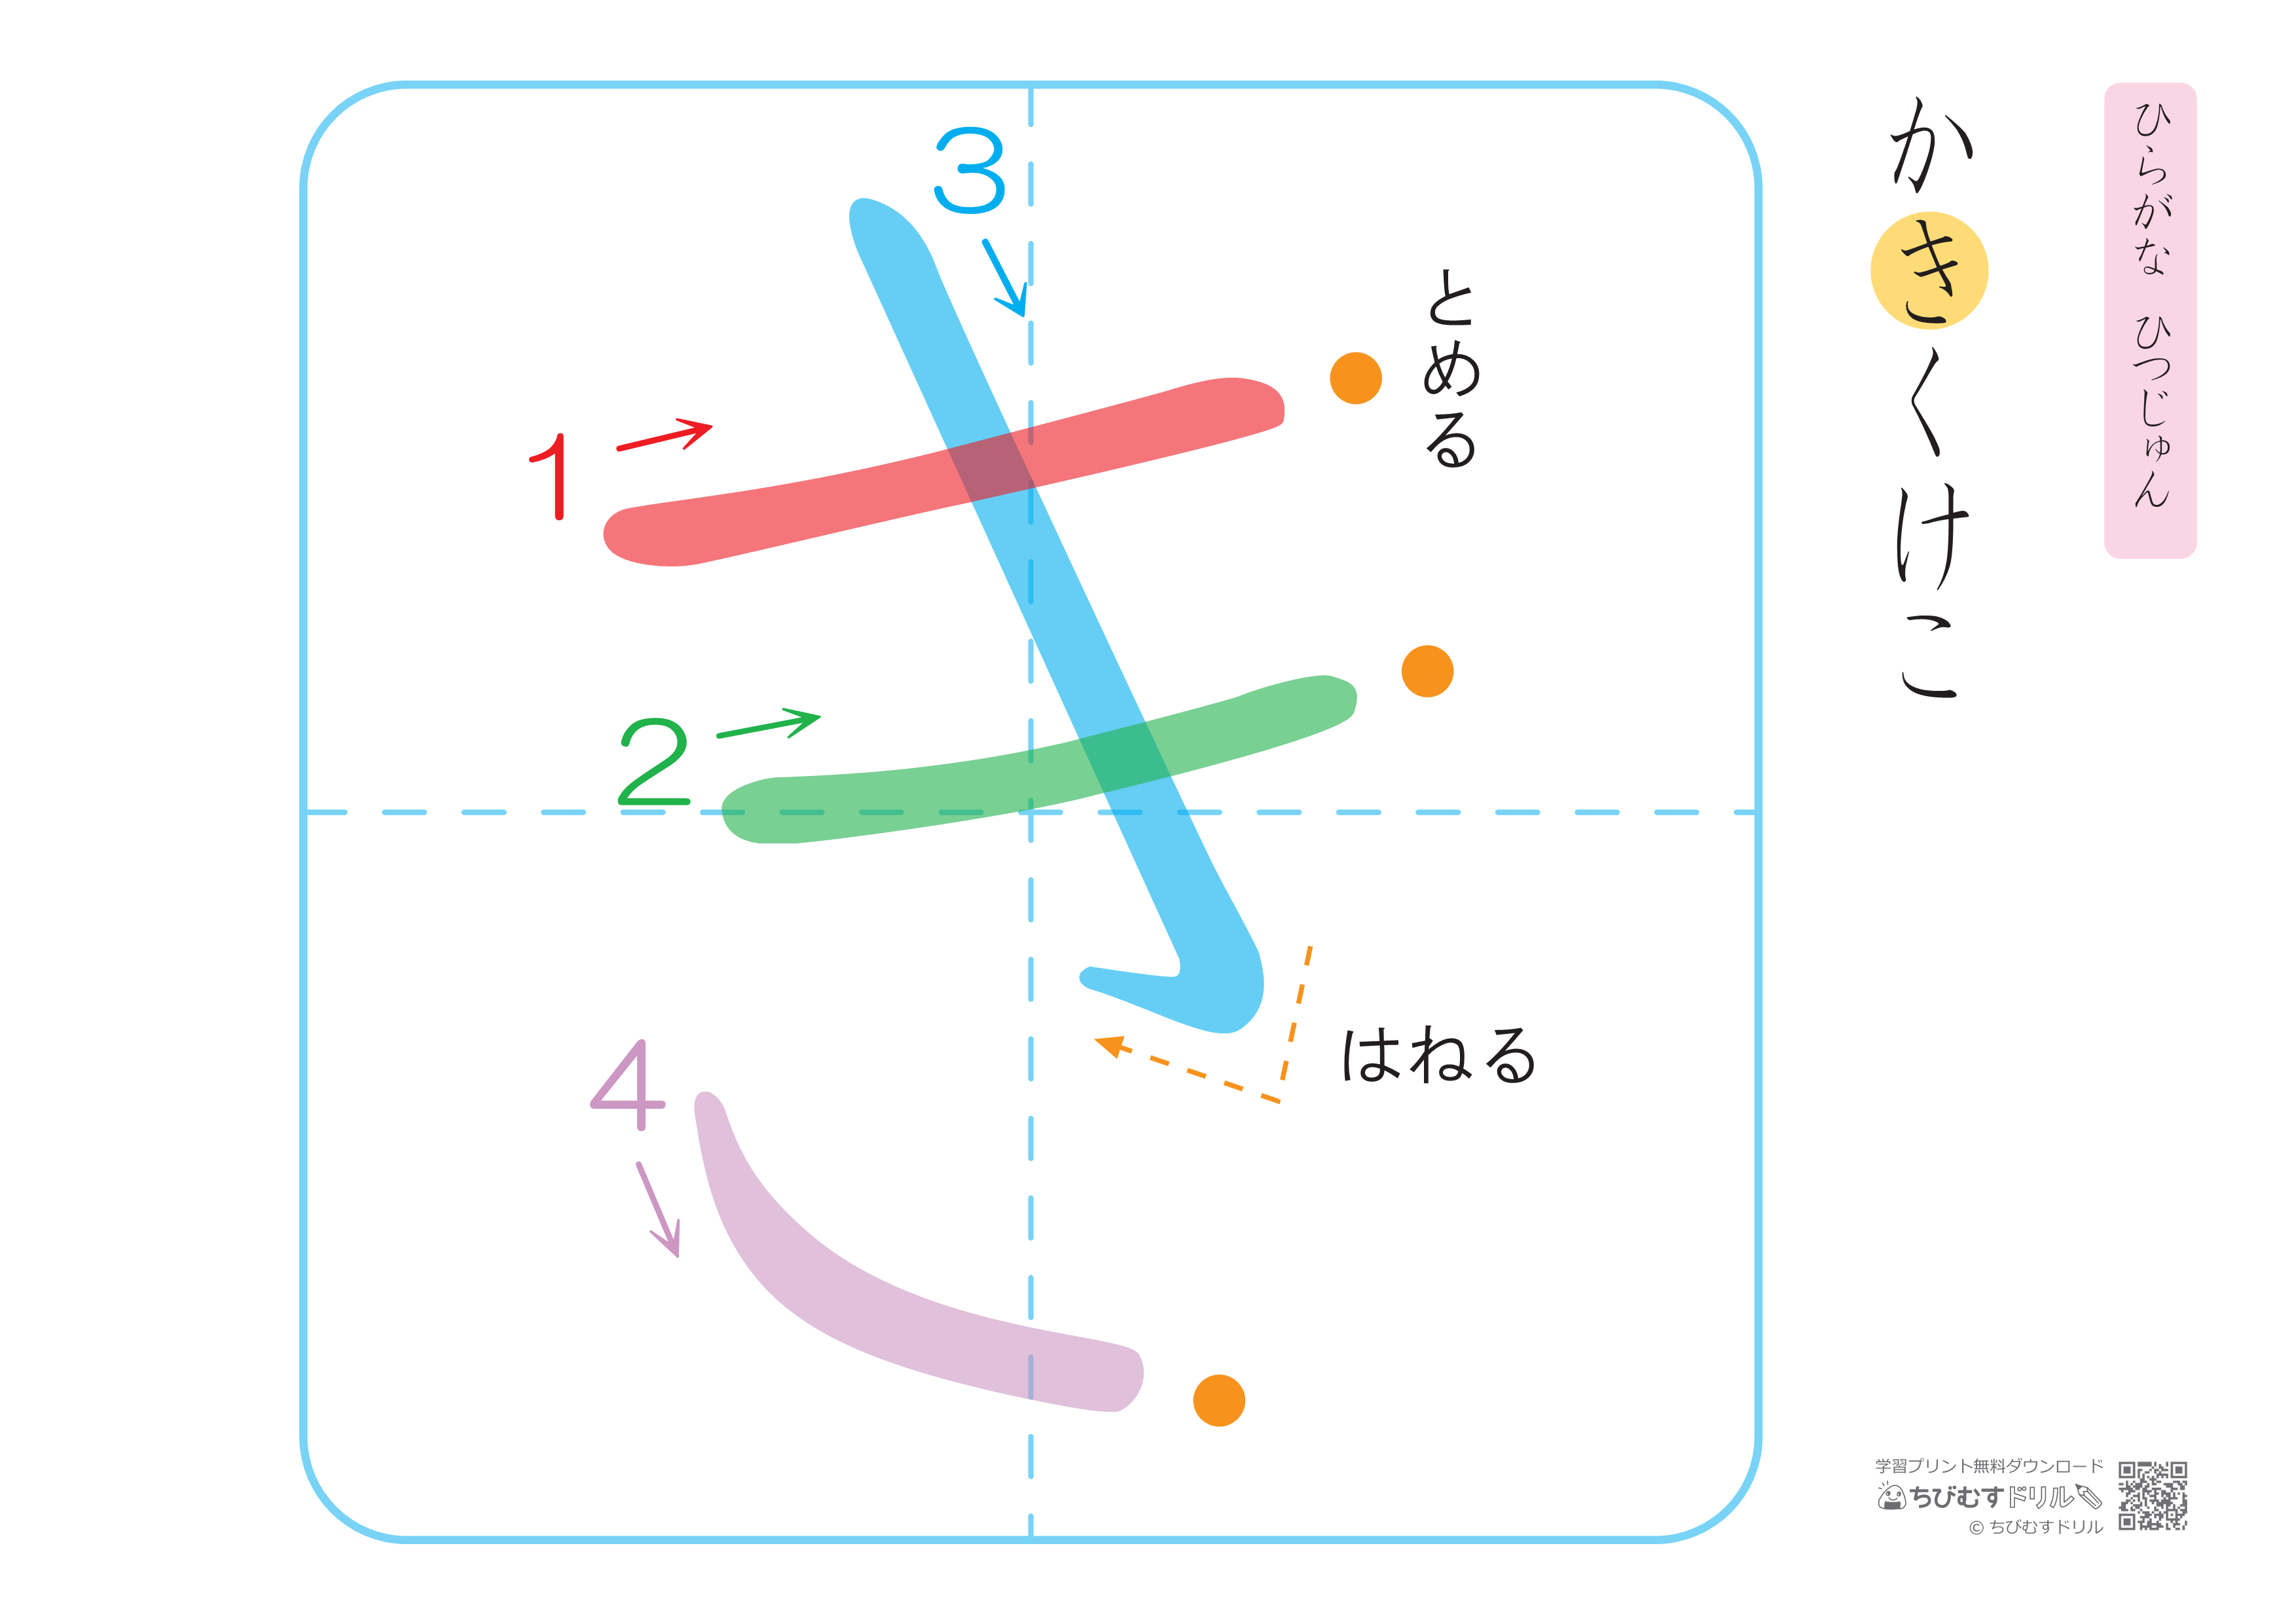 ひらがな ひつじゅん
かきくけこ
3
とめる
1
2
はねる
4
き
学習プリント無料ダウンロード
ちびむすドリル
© ちびむすドリル